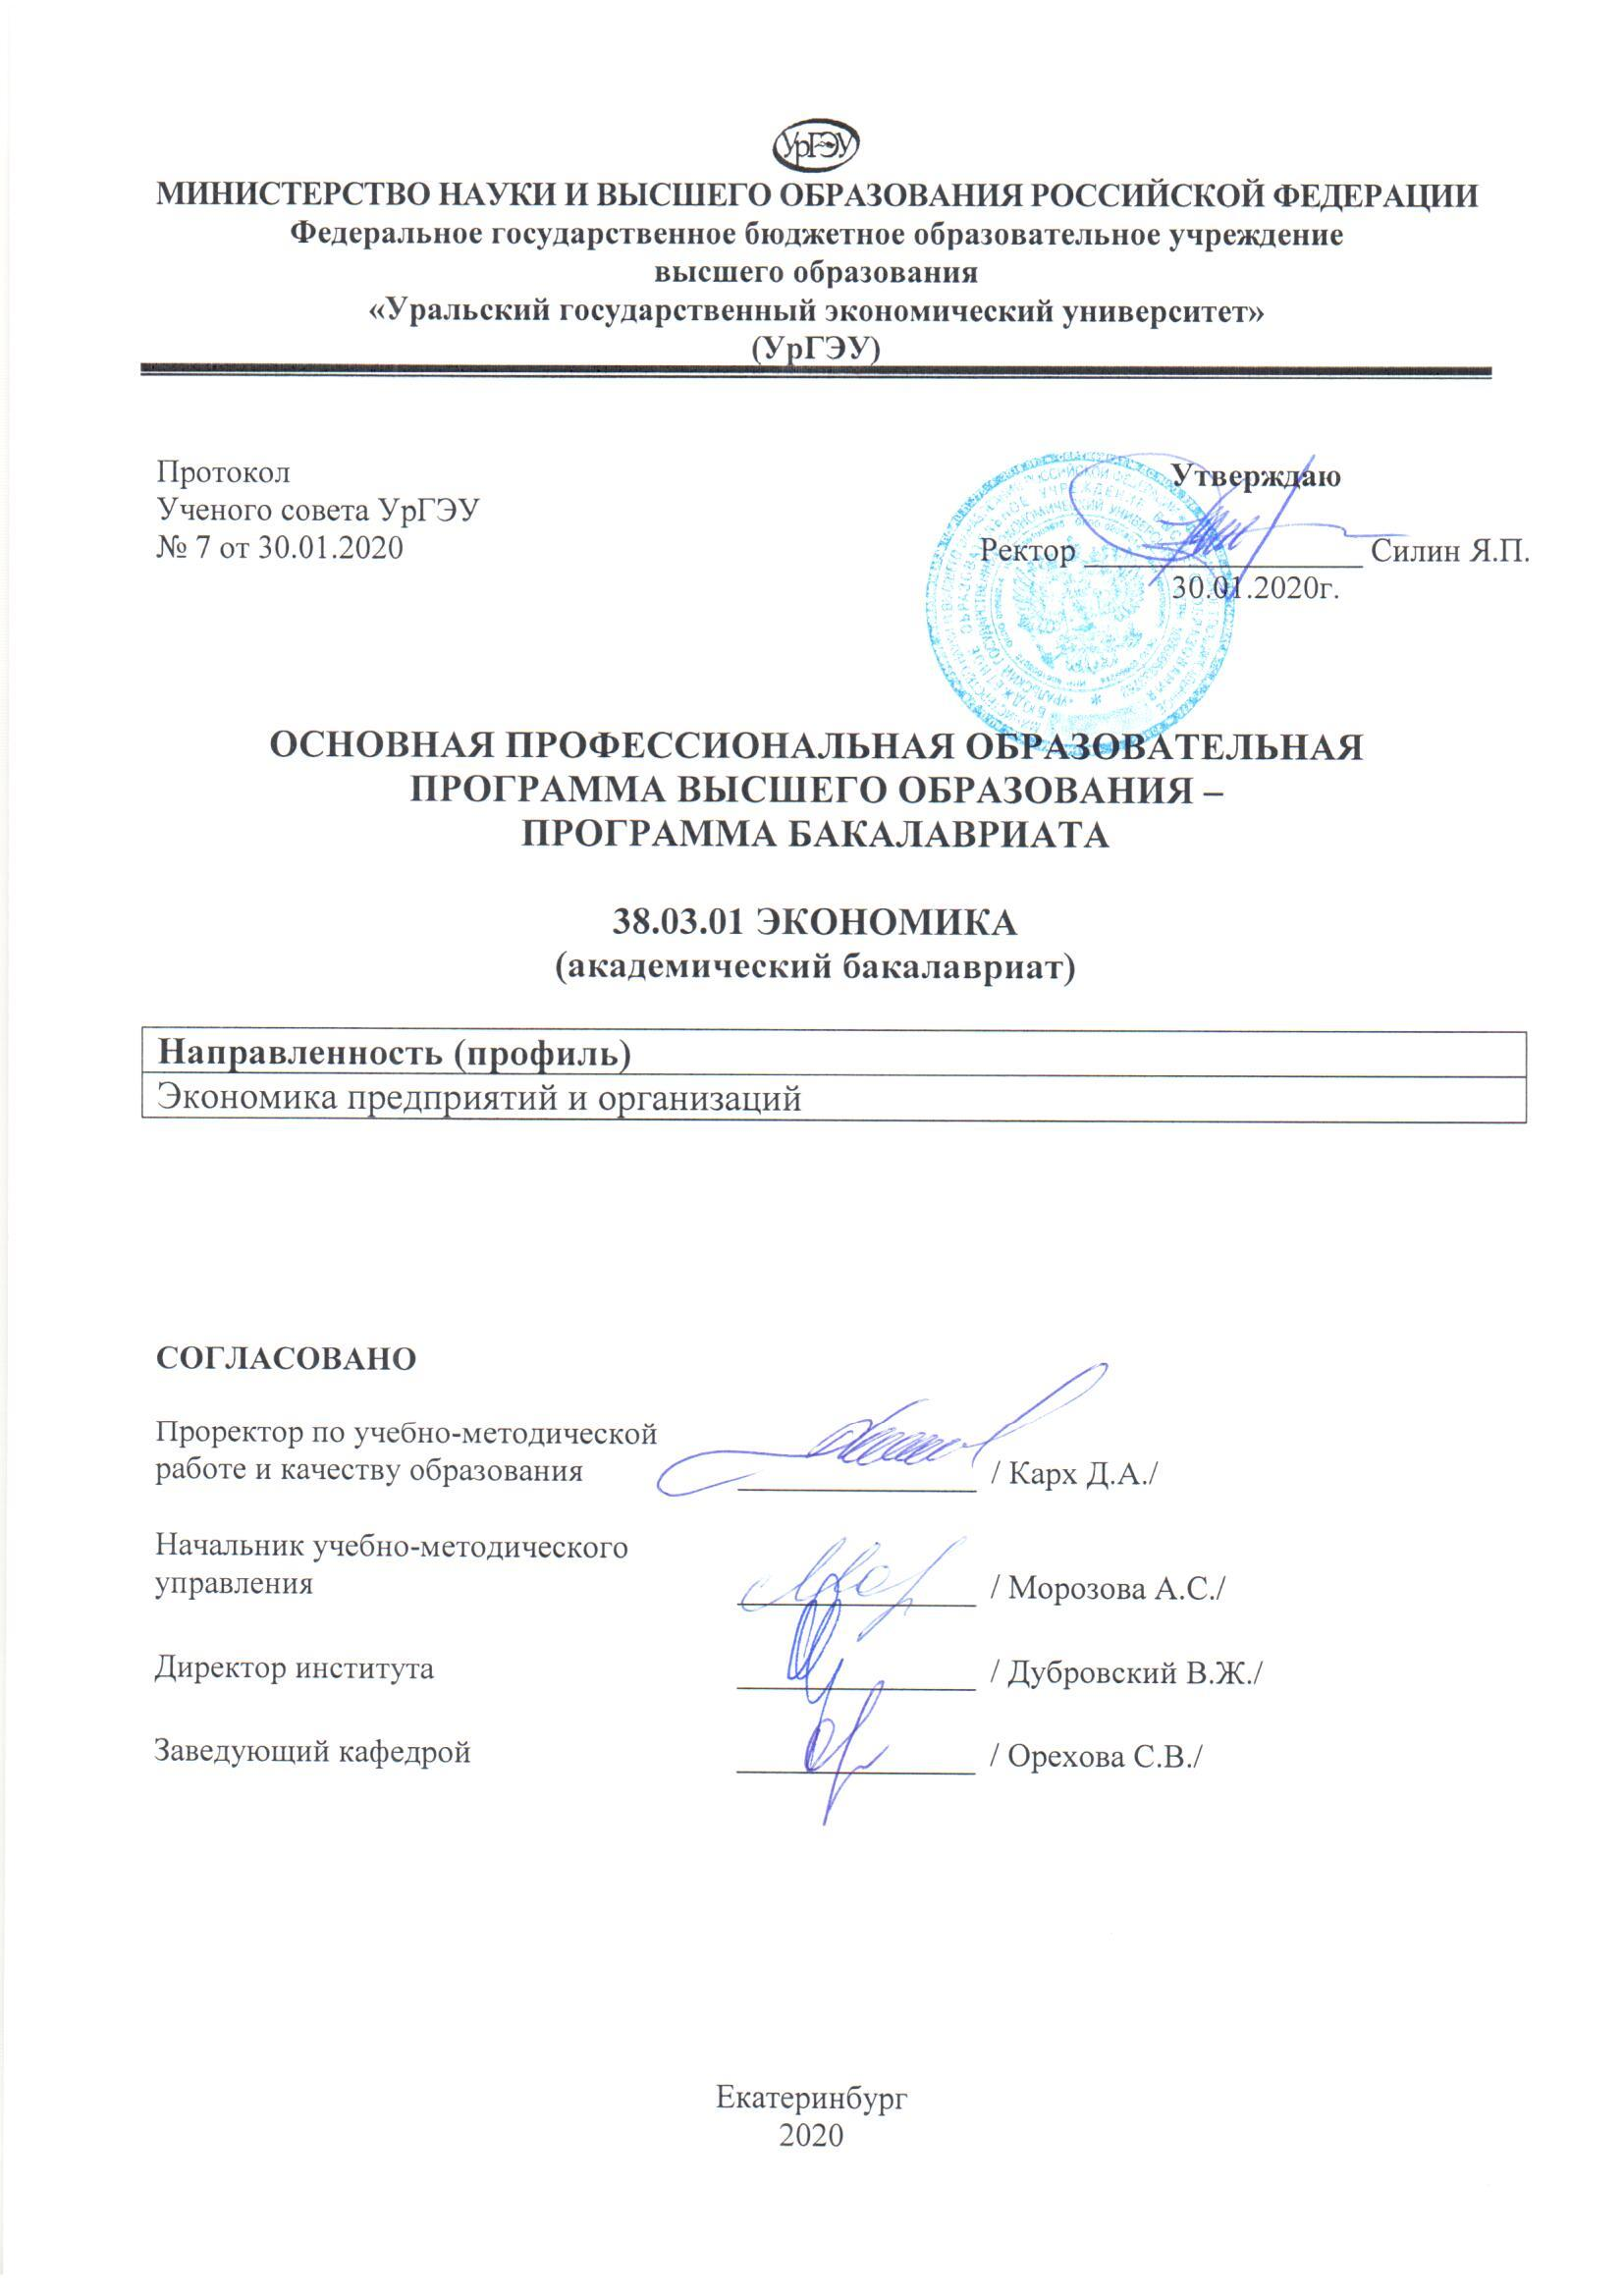 УрГЭУ
МИНИСТЕРСТВО НАУКИ И ВЫСШЕГО ОБРАЗОВАНИЯ РОССИЙСКОЙ ФЕДЕРАЦИИ
Федеральное государственное бюджетное образовательное учреждение
высшего образования
«Уральский государственный экономический университет»
(УрГЭУ)
Протокол
Ученого совета УрГЭУ
№ 7 от 30.01.2020
Утверждаю
Ректор Силин Я.П.
30.01.2020г.
ОСНОВНАЯ ПРОФЕССИОНАЛЬНАЯ ОБРАЗОВАТЕЛЬНАЯ
ПРОГРАММА ВЫСШЕГО ОБРАЗОВАНИЯ –
ПРОГРАММА БАКАЛАВРИАТА
38.03.01 ЭКОНОМИКА
(академический бакалавриат)
Направленность (профиль)
Экономика предприятий и организаций
СОГЛАСОВАНО
Проректор по учебно-методической
работе и качеству образования / Карх Д.А./
Начальник учебно-методического
управления / Морозова А.С./
Директор института / Дубровский В.Ж./
Заведующий кафедрой / Орехова С.В./
Екатеринбург
2020